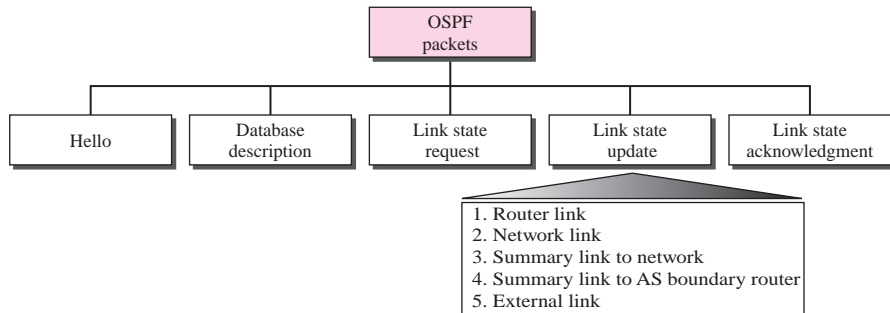 OSPF
packets
Hello
Database
description
Link state
request
Link state
update
Link state
acknowledgment
1. Router link
2. Network link
3. Summary link to network
4. Summary link to AS boundary router
5. External link